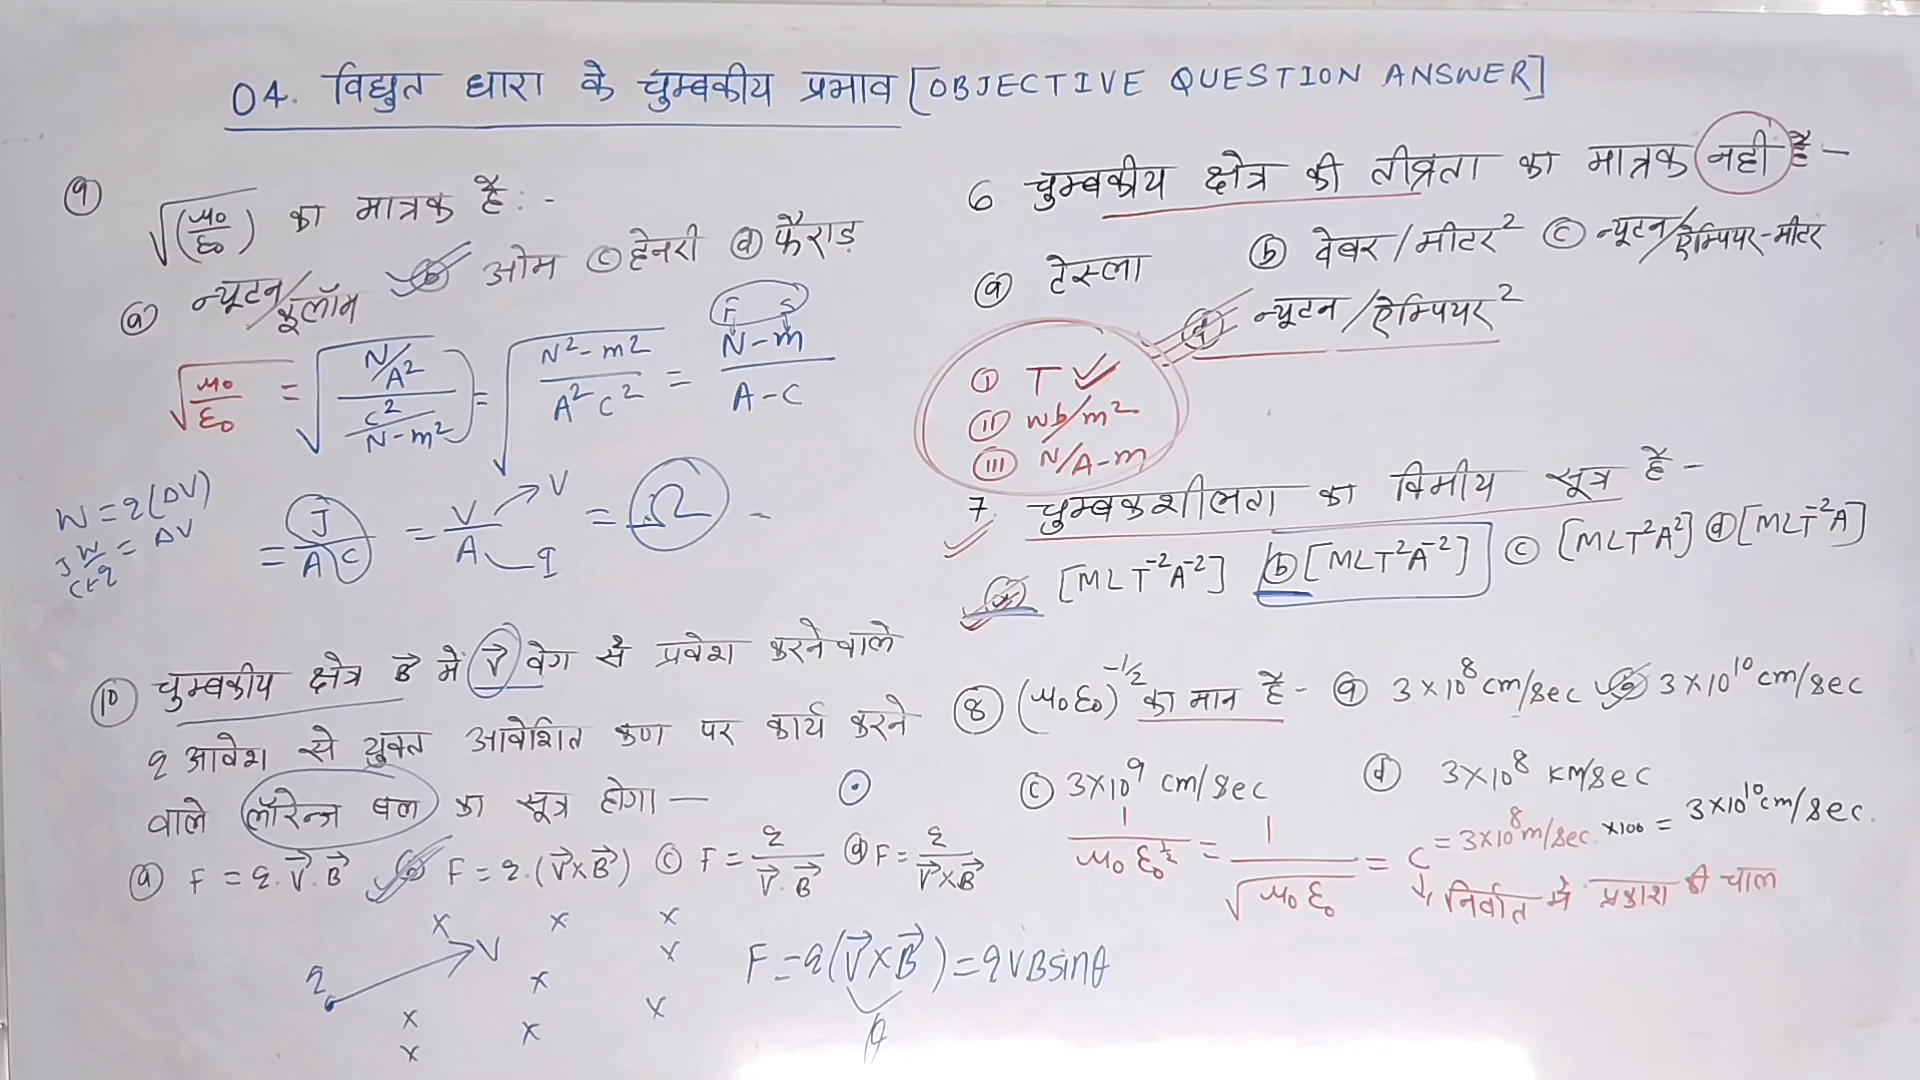 04. विद्युत धारा के चुम्बकीय प्रभाव [OBJECTIVE QUESTION ANSWER]
6 चुम्बकीय क्षेत्र की तीव्रता का मात्रक नही है -
(a) टेस्ला (b) वेबर/मीटर² (c) न्यूटन/ऐम्पियर-मीटर
(d) न्यूटन/ऐम्पियर²
(i) T ✓
(ii) wb/m²
(iii) N/A-m
7. चुम्बकशीलता का विमीय सूत्र है -
(a) [MLT⁻²A⁻²] (b) [MLT²A⁻²] (c) [MLT²A²] (d) [MLT⁻²A]
(8) (μ₀ε₀)^-1/2 का मान है - (a) 3×10⁸ cm/sec (b) 3×10¹⁰ cm/sec
(c) 3×10⁹ cm/sec (d) 3×10⁸ KM/sec
1/μ₀ε₀^½ = 1/√μ₀ε₀ = c = 3×10⁸ m/sec. ×100 = 3×10¹⁰ cm/sec.
↓, निर्वात मे प्रकाश की चाल
(9) √(μ₀/ε₀) का मात्रक है : -
(a) न्यूटन/कूलॉम (b) ओम (c) हेनरी (d) फैराड
√μ₀/ε₀ = √(N/A²)/(C²/N-m²) = √N²-m²/A²C² = N-m/A-C
F S
W = q(ΔV)
J W/C←q = ΔV
= J/A C = V/A = Ω -
V
I
(10) चुम्बकीय क्षेत्र B⃗ मे V⃗ वेग से प्रवेश करने वाले
q आवेश से युक्त आवेशित कण पर कार्य करने
वाले लॉरेन्ज बल का सूत्र होगा —
(a) F = q.V⃗.B⃗ (b) F = q.(V⃗×B⃗) (c) F = q/V⃗.B⃗ (d) F = q/V⃗×B⃗
x x x
q V x
x
x x x
x
F = q(V⃗×B⃗) = qVBsinθ
θ